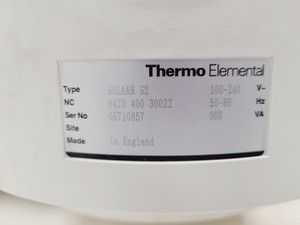 Thermo Elemental
Type SOLAAR S2 100-240 V~
NC 942X 400 30022 50-60 Hz
Ser No GE710857 300 VA
Site
Made In England